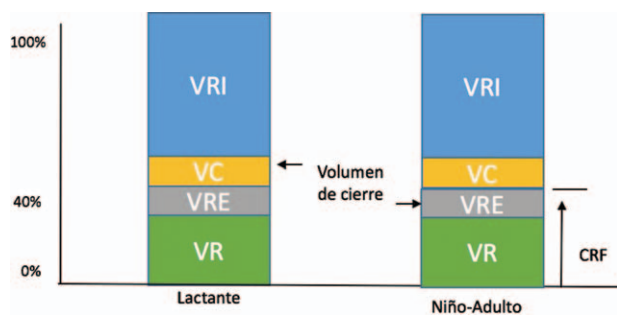 100%
40%
0%
VRI
VC
VRE
VR
Lactante
Volumen
de cierre
VRI
VC
VRE
VR
Niño-Adulto
CRF